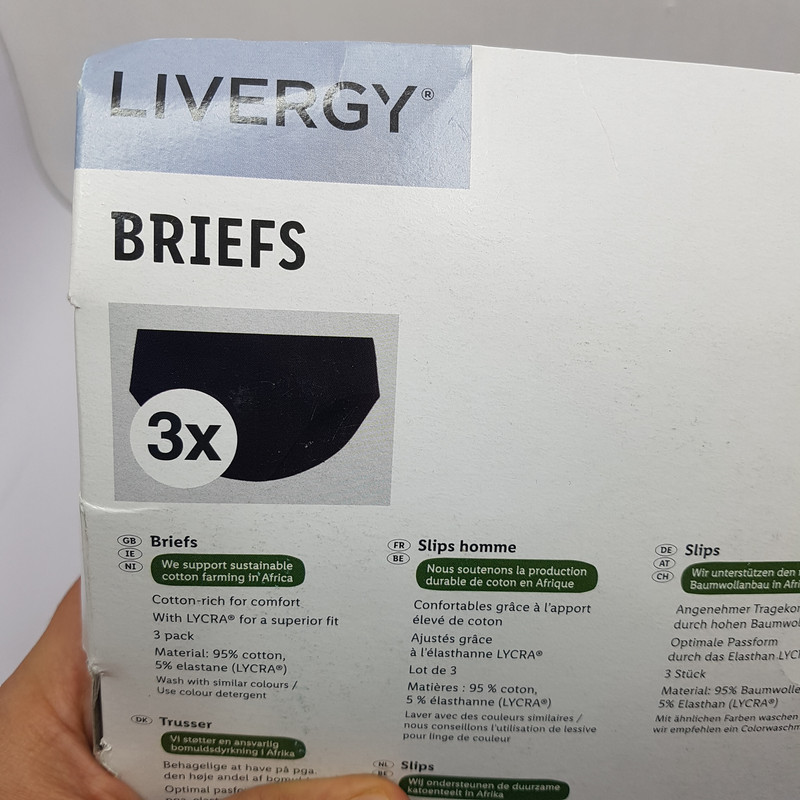 LIVERGY®
BRIEFS
3x
GB
IE
NI
Briefs
We support sustainable
cotton farming in Africa
Cotton-rich for comfort
With LYCRA® for a superior fit
3 pack
Material: 95% cotton,
5% elastane (LYCRA®)
Wash with similar colours /
Use colour detergent
DK
Trusser
Vi støtter en ansvarlig
bomuldsdyrkning i Afrika
Behagelige at have på pga.
den høje andel af
Optimal
FR
BE
Slips homme
Nous soutenons la production
durable de coton en Afrique
Confortables grâce à l'apport
élevé de coton
Ajustés grâce
à l'élasthanne LYCRA®
Lot de 3
Matières : 95 % coton,
5 % élasthanne (LYCRA®)
Laver avec des couleurs similaires /
nous conseillons l'utilisation de lessive
pour linge de couleur
NL
BE
Slips
Wij ondersteunen de duurzame
katoenteelt in Afrika
DE
AT
CH
Slips
Wir unterstützen den
Baumwollanbau in
Angenehmer
durch hohen
Optimale Passform
durch das Elasthan
3 Stück
Material: 95%
5% Elasthan (LYCRA®)
Mit ähnlichen Farben waschen
wir empfehlen ein